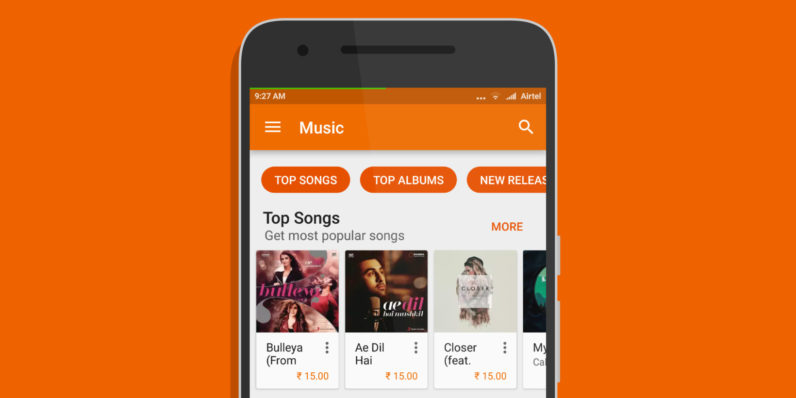 9:27 AM
Airtel
Music
TOP SONGS
TOP ALBUMS
NEW RELEAS
Top Songs
Get most popular songs
MORE
bulleya
ae dil
hai mushkil
CLOSER
Bulleya
(From
₹ 15.00
Ae Dil
Hai
₹ 15.00
Closer
(feat.
₹ 15.00
My
Cal